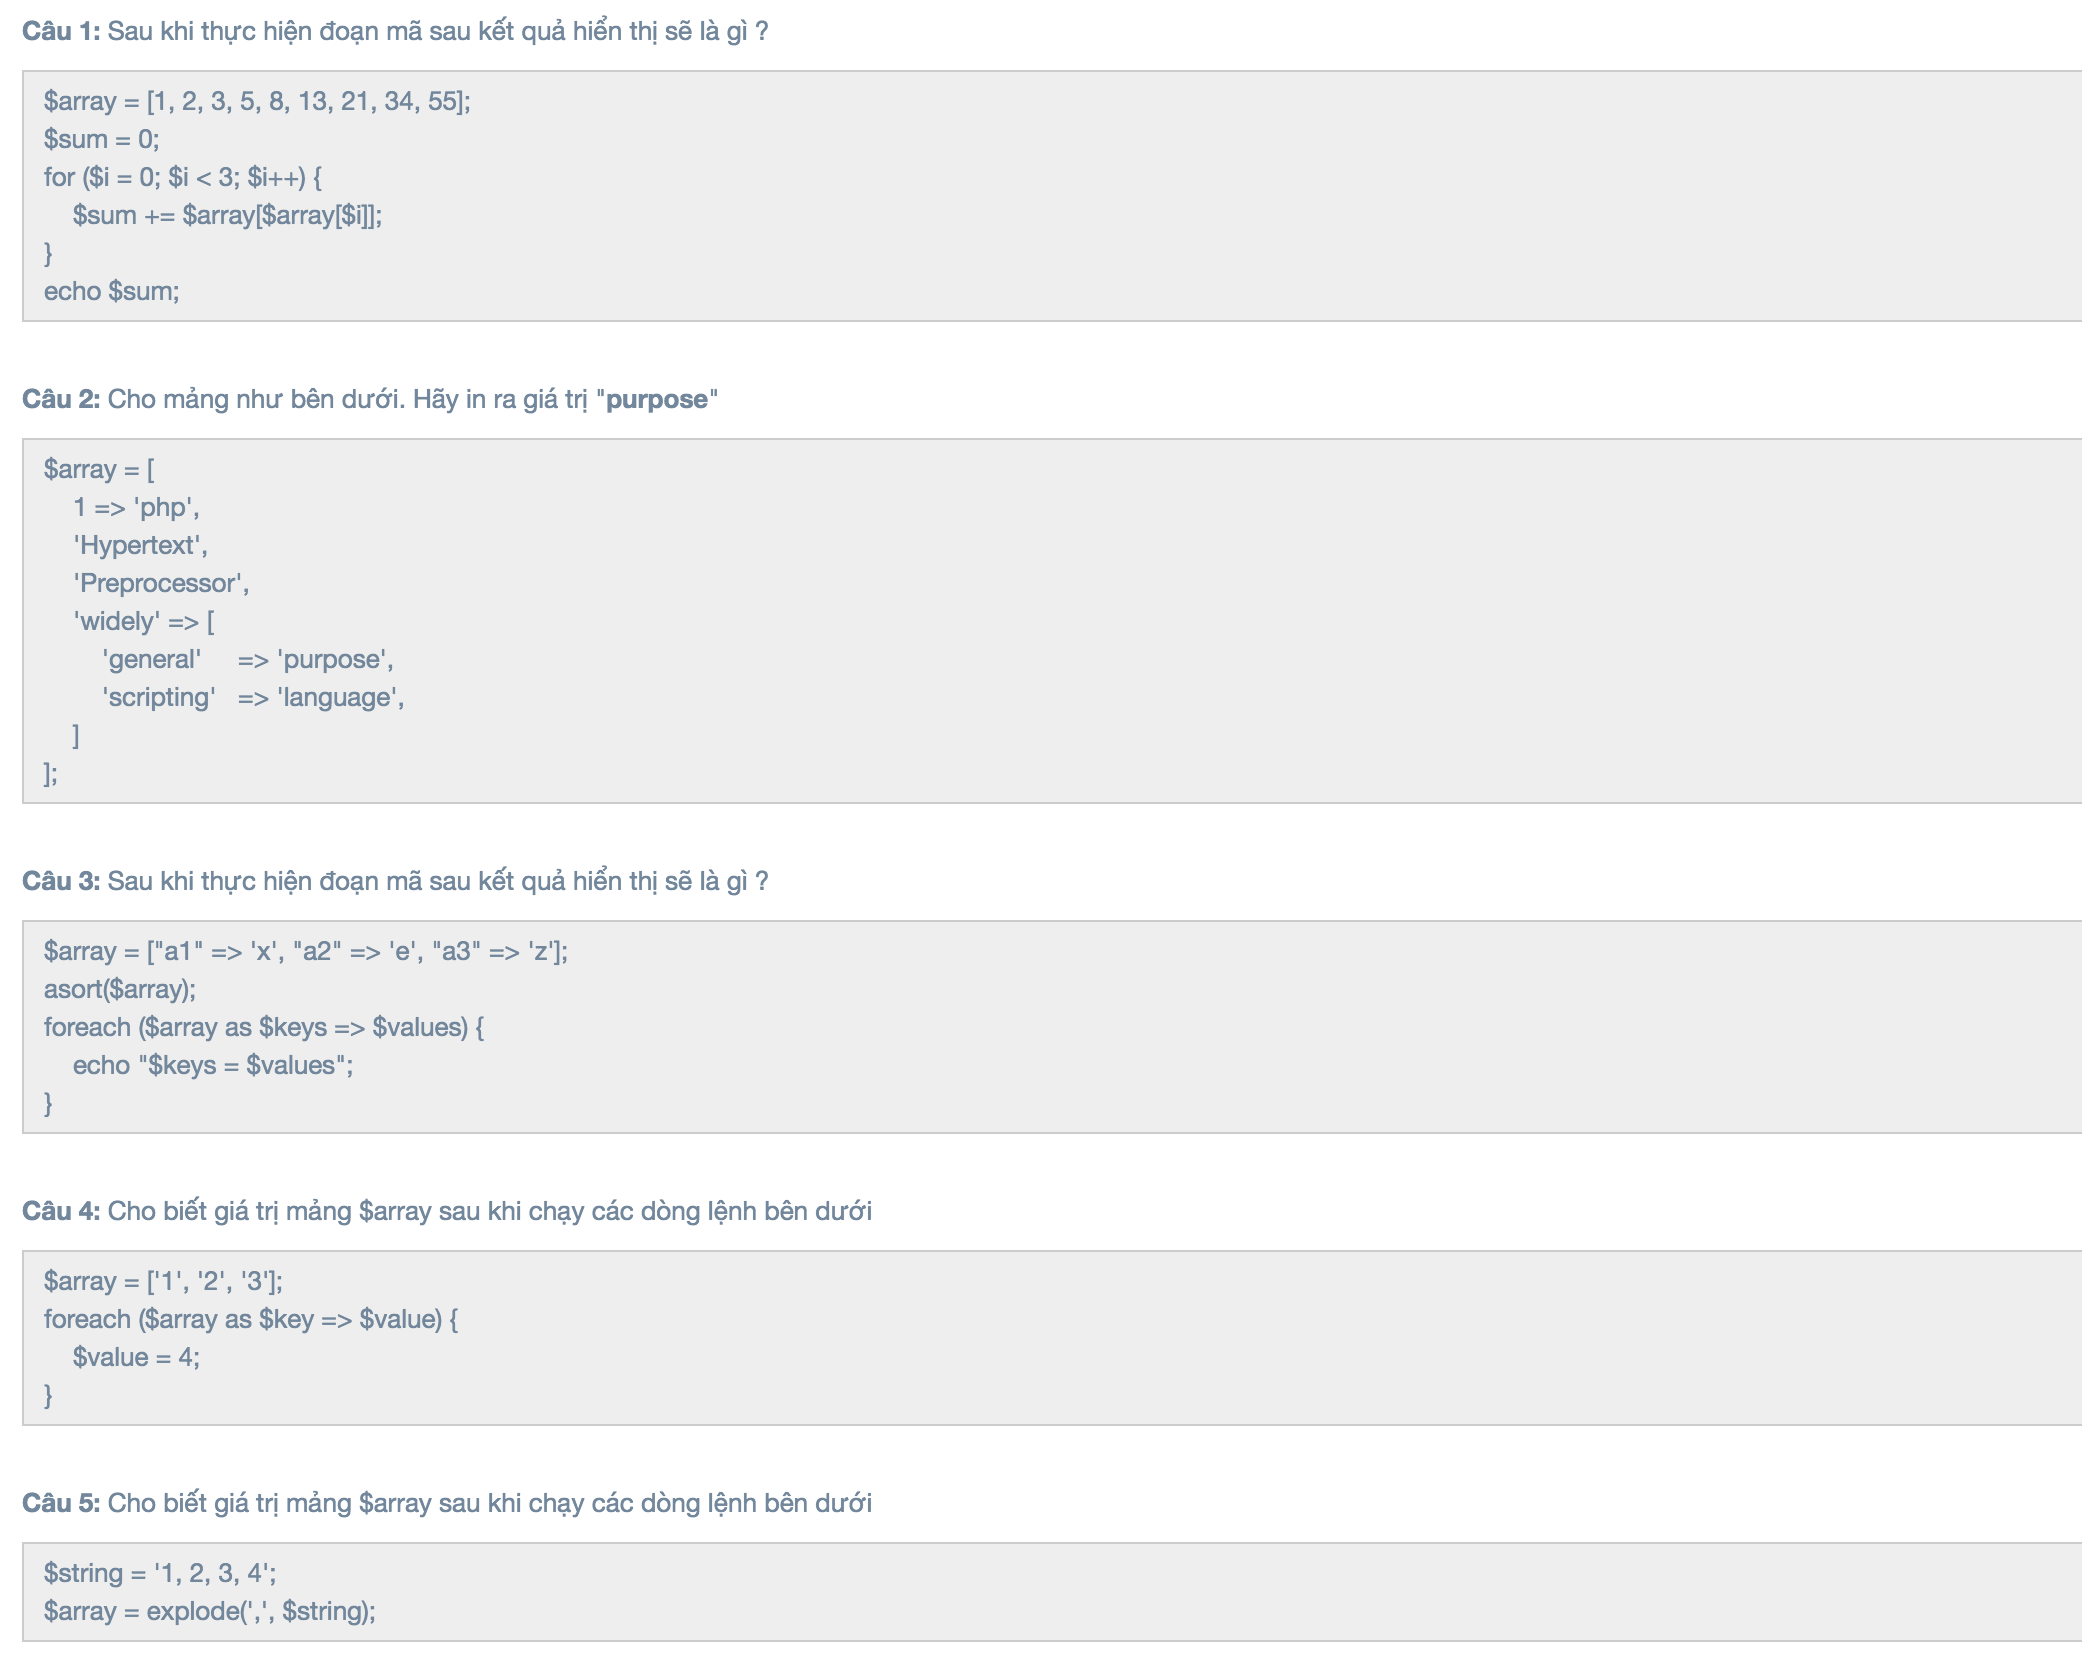 Câu 1: Sau khi thực hiện đoạn mã sau kết quả hiển thị sẽ là gì ?
$array = [1, 2, 3, 5, 8, 13, 21, 34, 55];
$sum = 0;
for ($i = 0; $i < 3; $i++) {
$sum += $array[$array[$i]];
}
echo $sum;
Câu 2: Cho mảng như bên dưới. Hãy in ra giá trị "purpose"
$array = [
1 => 'php',
'Hypertext',
'Preprocessor',
'widely' => [
'general' => 'purpose',
'scripting' => 'language',
]
];
Câu 3: Sau khi thực hiện đoạn mã sau kết quả hiển thị sẽ là gì ?
$array = ["a1" => 'x', "a2" => 'e', "a3" => 'z'];
asort($array);
foreach ($array as $keys => $values) {
echo "$keys = $values";
}
Câu 4: Cho biết giá trị mảng $array sau khi chạy các dòng lệnh bên dưới
$array = ['1', '2', '3'];
foreach ($array as $key => $value) {
$value = 4;
}
Câu 5: Cho biết giá trị mảng $array sau khi chạy các dòng lệnh bên dưới
$string = '1, 2, 3, 4';
$array = explode(',', $string);